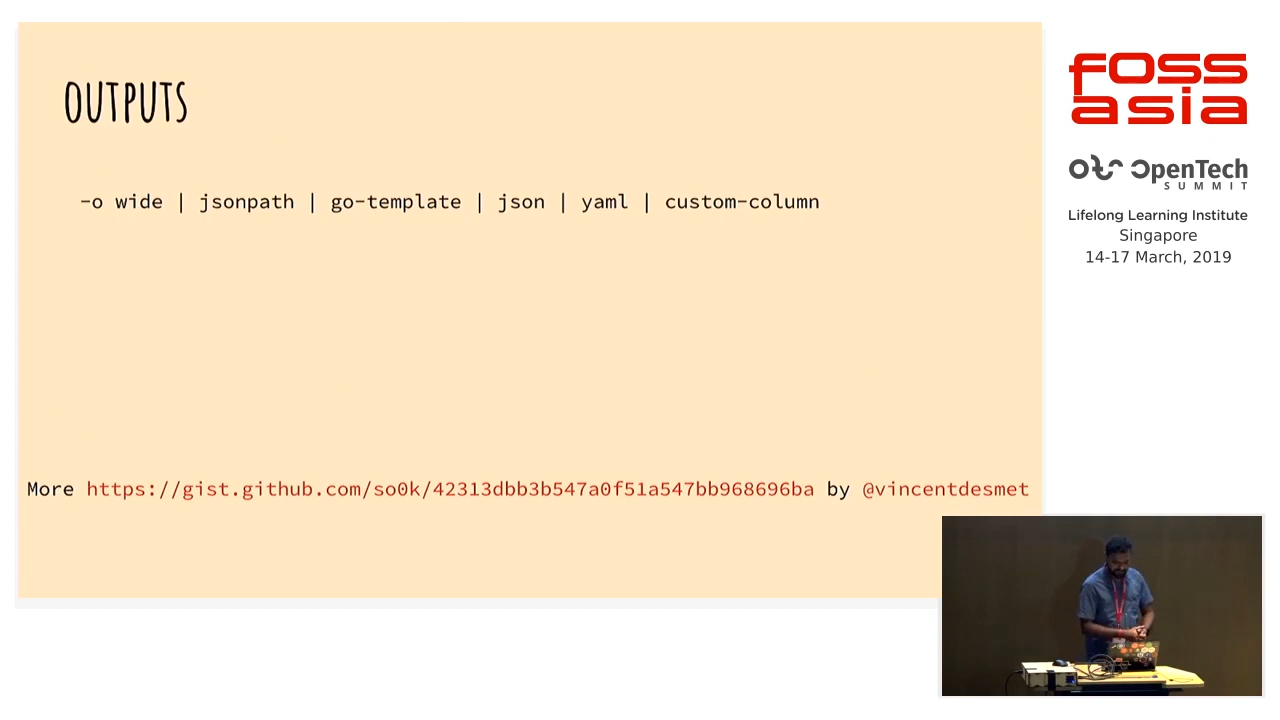 OUTPUTS
-o wide | jsonpath | go-template | json | yaml | custom-column
More https://gist.github.com/so0k/42313dbb3b547a0f51a547bb968696ba by @vincentdesmet
foss
asia
OpenTech
SUMMIT
Lifelong Learning Institute
Singapore
14-17 March, 2019